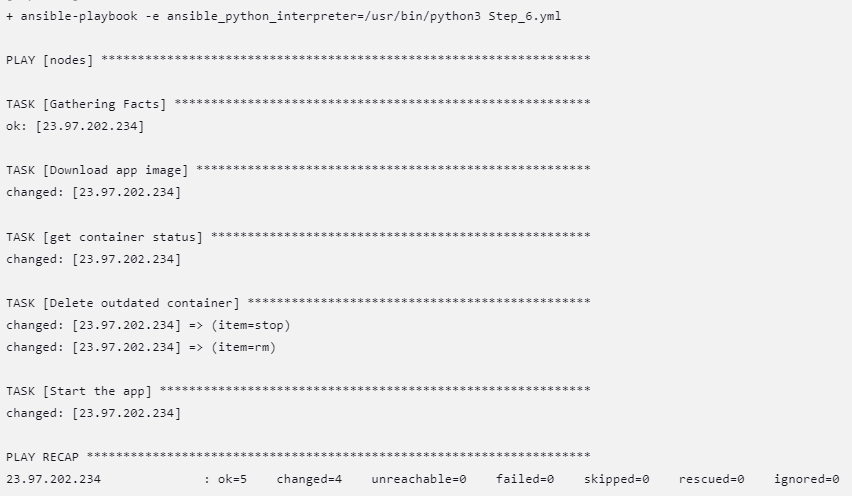 + ansible-playbook -e ansible_python_interpreter=/usr/bin/python3 Step_6.yml
PLAY [nodes] *******************************************************************
TASK [Gathering Facts] *********************************************************
ok: [23.97.202.234]
TASK [Download app image] ******************************************************
changed: [23.97.202.234]
TASK [get container status] ****************************************************
changed: [23.97.202.234]
TASK [Delete outdated container] ***********************************************
changed: [23.97.202.234] => (item=stop)
changed: [23.97.202.234] => (item=rm)
TASK [Start the app] ***********************************************************
changed: [23.97.202.234]
PLAY RECAP *********************************************************************
23.97.202.234              : ok=5    changed=4    unreachable=0    failed=0    skipped=0    rescued=0    ignored=0